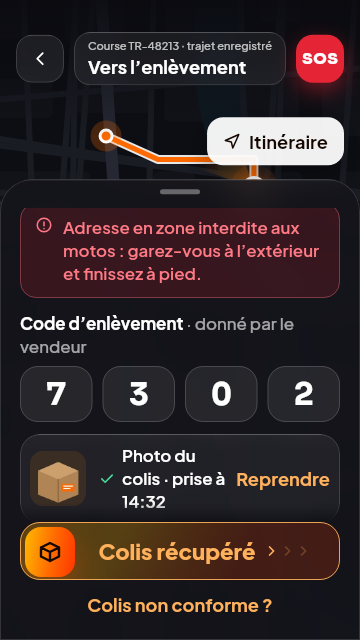 Course TR-48213 · trajet enregistré
Vers l’enlèvement
SOS
Itinéraire
Adresse en zone interdite aux
motos : garez-vous à l’extérieur
et finissez à pied.
Code d’enlèvement · donné par le
vendeur
7 3 0 2
Photo du
colis · prise à
14:32
Reprendre
Colis récupéré
Colis non conforme ?